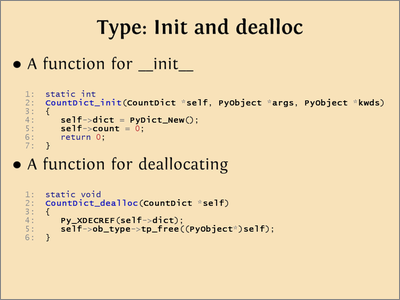 Type: Init and dealloc
● A function for __init__
1: static int
2: CountDict_init(CountDict *self, PyObject *args, PyObject *kwds)
3: {
4: self->dict = PyDict_New();
5: self->count = 0;
6: return 0;
7: }
● A function for deallocating
1: static void
2: CountDict_dealloc(CountDict *self)
3: {
4: Py_XDECREF(self->dict);
5: self->ob_type->tp_free((PyObject*)self);
6: }